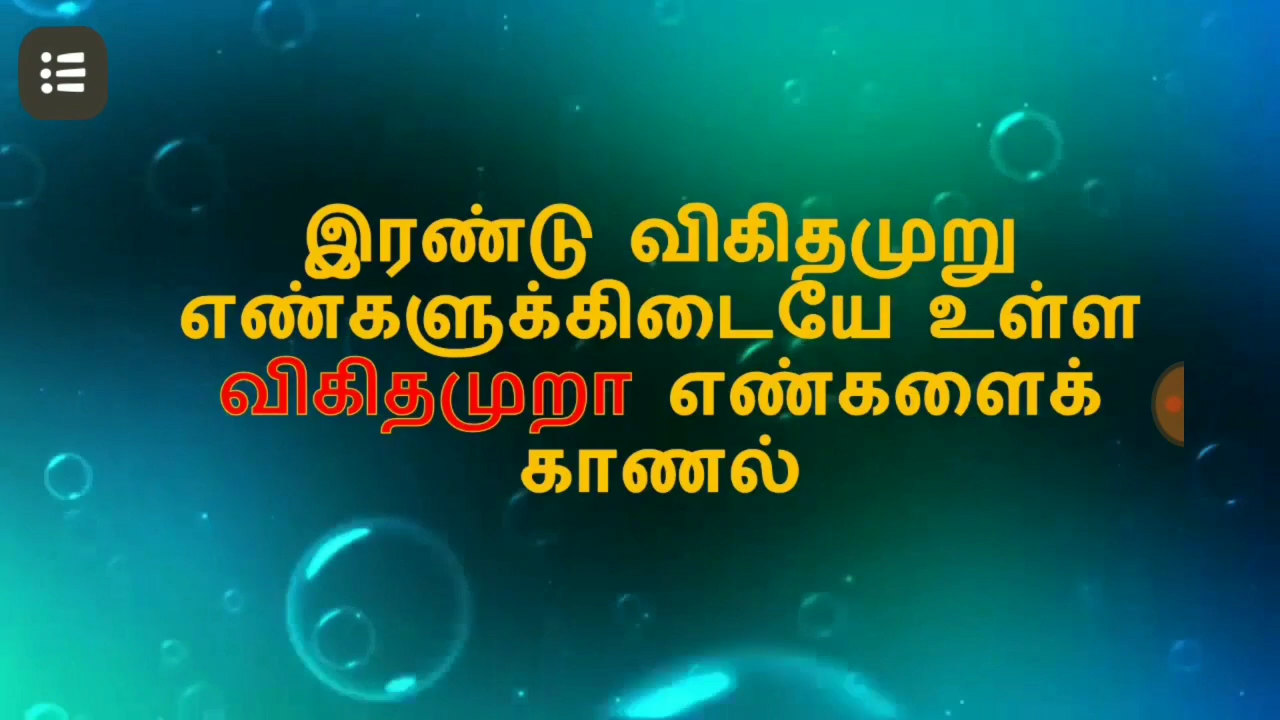 இரண்டு விகிதமுறு
எண்களுக்கிடையே உள்ள
விகிதமுறா எண்களைக்
காணல்